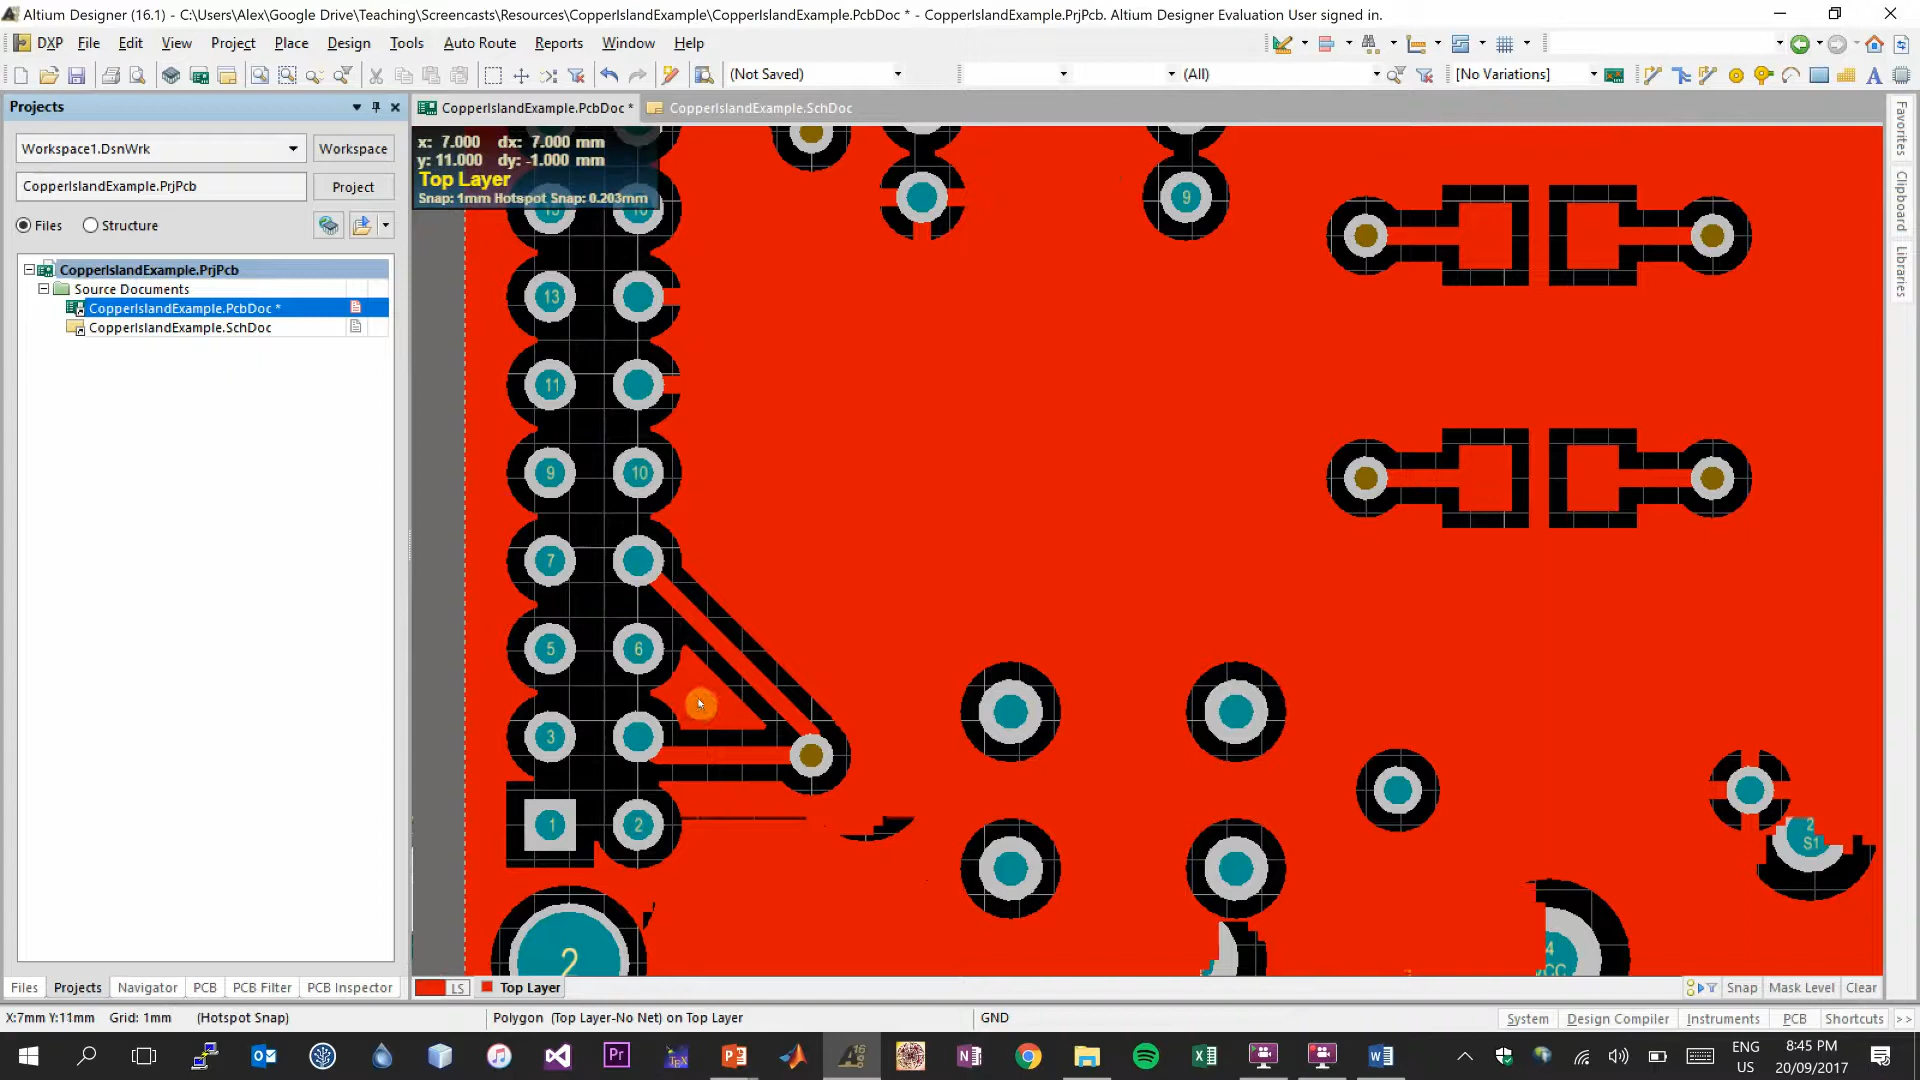 Altium Designer (16.1) - C:\Users\Alex\Google Drive\Teaching\Screencasts\Resources\CopperIslandExample\CopperIslandExample.PcbDoc * - CopperIslandExample.PrjPcb. Altium Designer Evaluation User signed in.
DXP File Edit View Project Place Design Tools Auto Route Reports Window Help
(Not Saved) (All) [No Variations]
Projects
CopperIslandExample.PcbDoc * CopperIslandExample.SchDoc
Workspace1.DsnWrk Workspace
CopperIslandExample.PrjPcb Project
Files Structure
CopperIslandExample.PrjPcb
Source Documents
CopperIslandExample.PcbDoc *
CopperIslandExample.SchDoc
x: 7.000 dx: 7.000 mm
y: 11.000 dy: -1.000 mm
Top Layer
Snap: 1mm Hotspot Snap: 0.203mm
9
13
11
9 10
7
5 6
3
1 2
2
2
S1
4
Favorites
Clipboard
Libraries
Files Projects Navigator PCB PCB Filter PCB Inspector
LS Top Layer
Snap Mask Level Clear
X:7mm Y:11mm Grid: 1mm (Hotspot Snap) Polygon (Top Layer-No Net) on Top Layer GND
System Design Compiler Instruments PCB Shortcuts >>
ENG
US
8:45 PM
20/09/2017